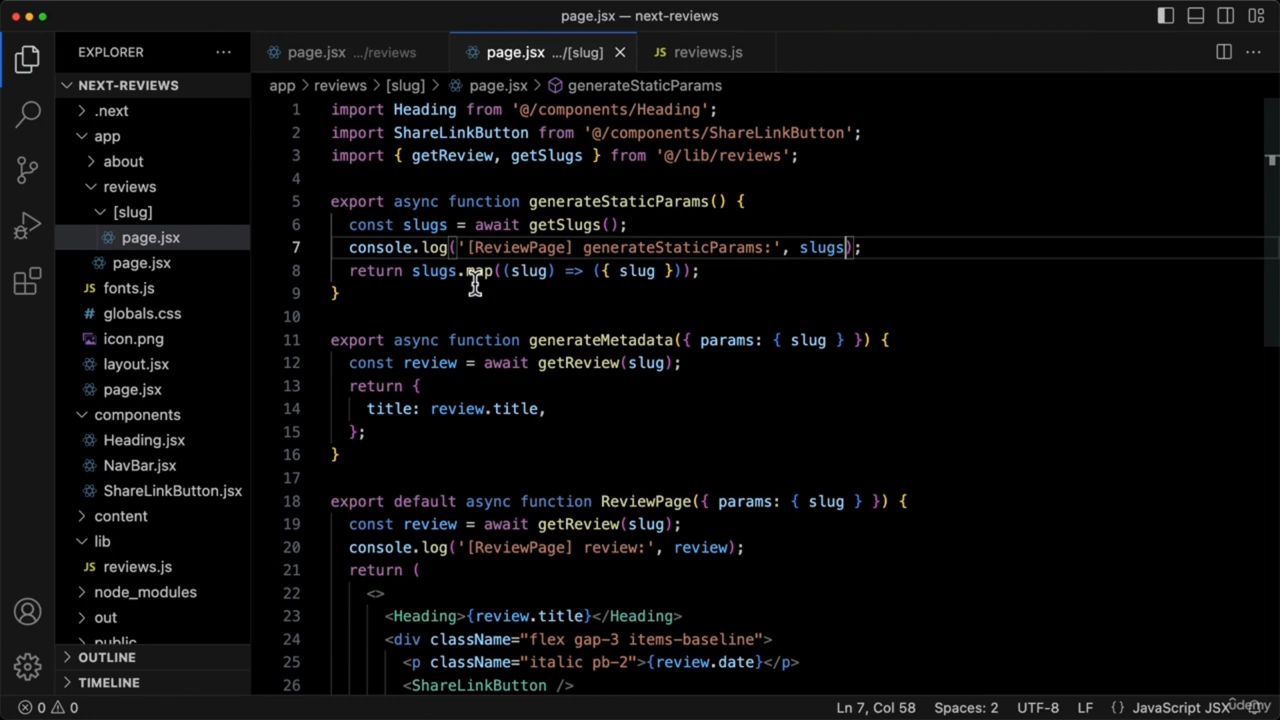 page.jsx — next-reviews
EXPLORER
page.jsx .../reviews
page.jsx .../[slug]
JS reviews.js
NEXT-REVIEWS
app > reviews > [slug] > page.jsx > generateStaticParams
.next
app
about
reviews
[slug]
page.jsx
page.jsx
fonts.js
globals.css
icon.png
layout.jsx
page.jsx
components
Heading.jsx
NavBar.jsx
ShareLinkButton.jsx
content
lib
JS reviews.js
node_modules
out
public
OUTLINE
TIMELINE
1 import Heading from '@/components/Heading';
2 import ShareLinkButton from '@/components/ShareLinkButton';
3 import { getReview, getSlugs } from '@/lib/reviews';
4
5 export async function generateStaticParams() {
6 const slugs = await getSlugs();
7 console.log('[ReviewPage] generateStaticParams:', slugs);
8 return slugs.map((slug) => ({ slug }));
9 }
10
11 export async function generateMetadata({ params: { slug } }) {
12 const review = await getReview(slug);
13 return {
14 title: review.title,
15 };
16 }
17
18 export default async function ReviewPage({ params: { slug } }) {
19 const review = await getReview(slug);
20 console.log('[ReviewPage] review:', review);
21 return (
22 <>
23 <Heading>{review.title}</Heading>
24 <div className="flex gap-3 items-baseline">
25 <p className="italic pb-2">{review.date}</p>
26 <ShareLinkButton />
0 0
Ln 7, Col 58 Spaces: 2 UTF-8 LF {} JavaScript JSX
udemy